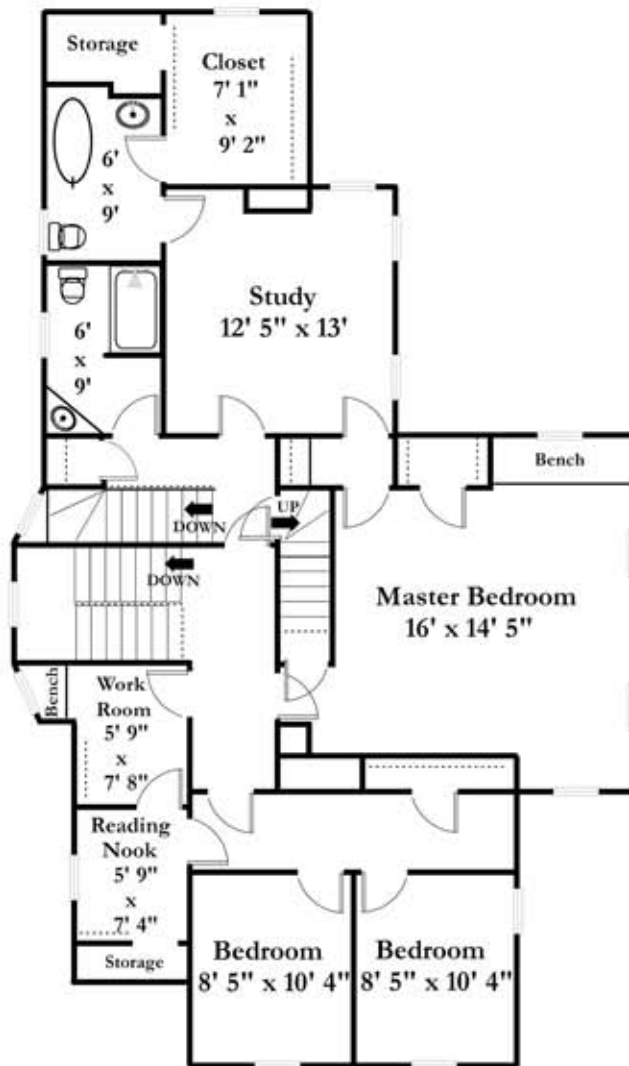 Storage
Closet
7' 1"
x
9' 2"
6'
x
9'
Study
12' 5" x 13'
6'
x
9'
Bench
UP
DOWN
DOWN
Master Bedroom
16' x 14' 5"
Bench
Work
Room
5' 9"
x
7' 8"
Reading
Nook
5' 9"
x
7' 4"
Storage
Bedroom
8' 5" x 10' 4"
Bedroom
8' 5" x 10' 4"